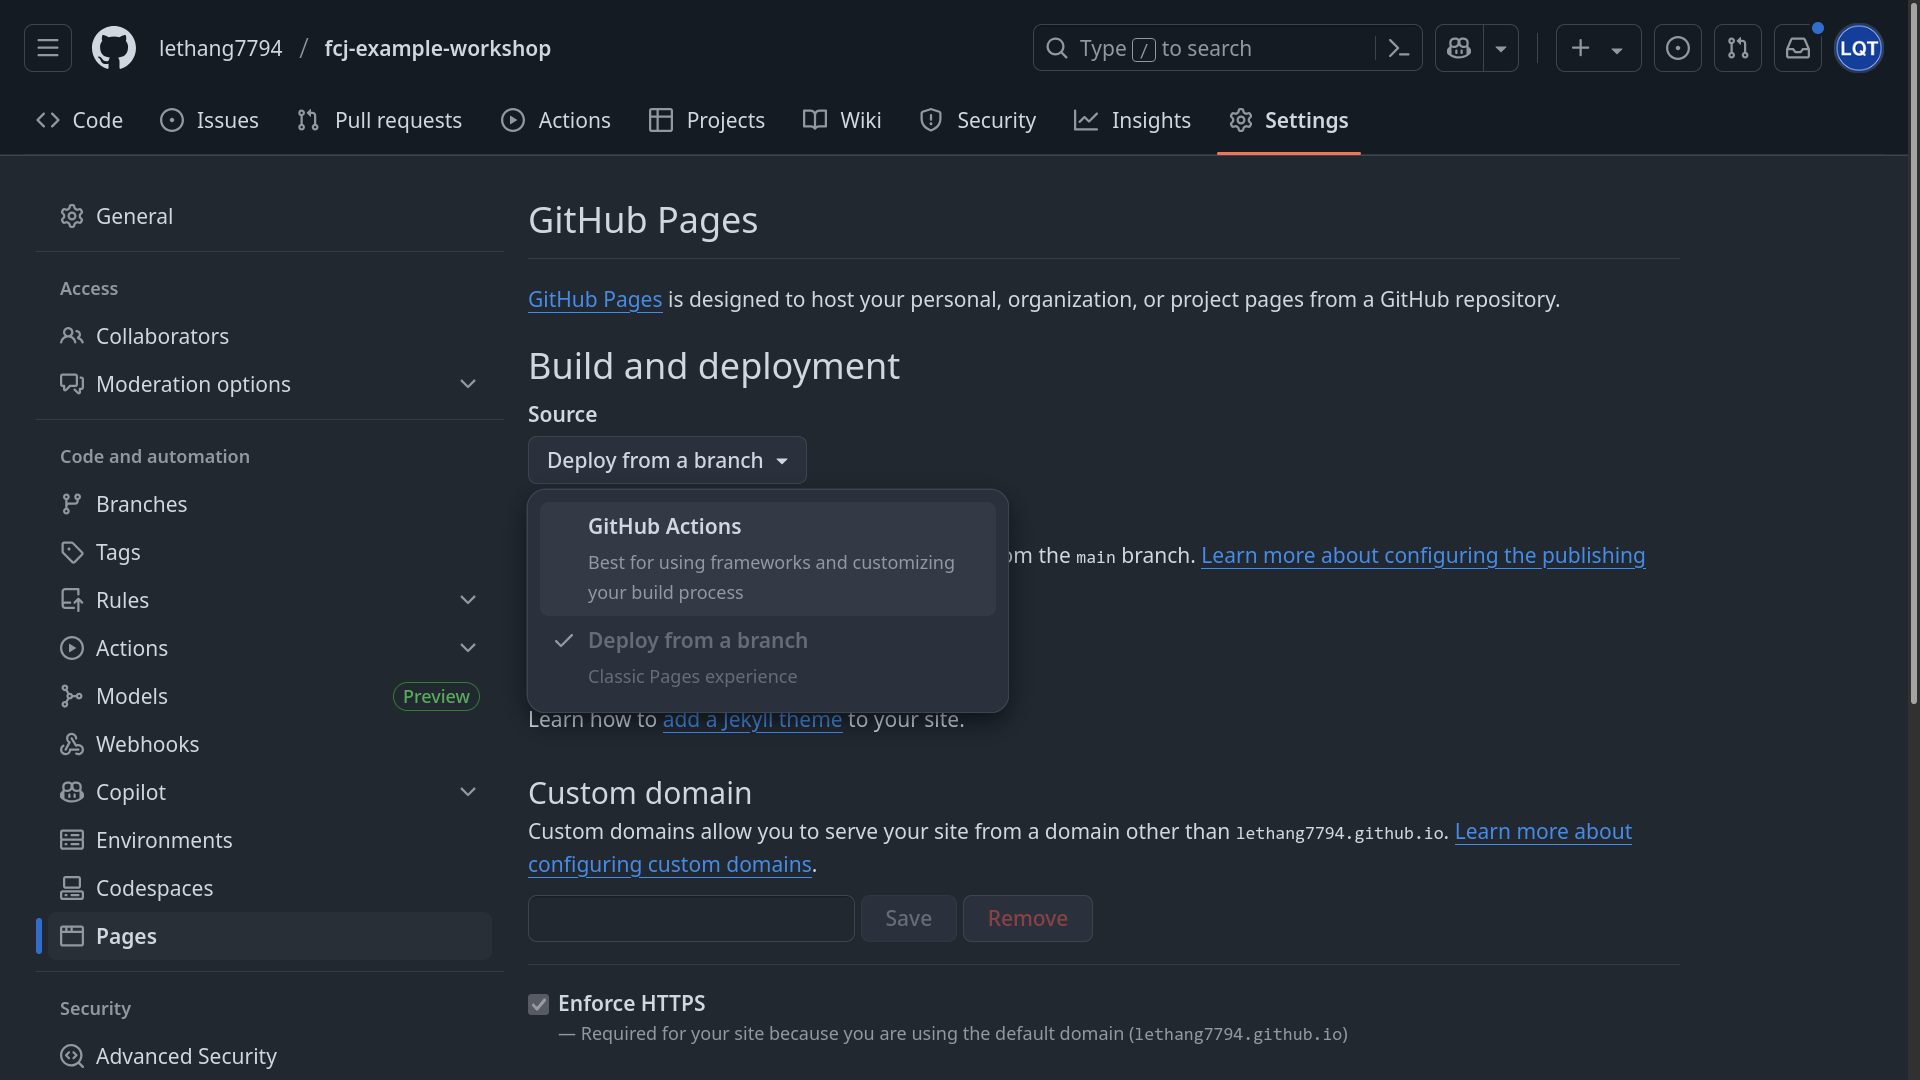 lethang7794 / fcj-example-workshop
Type / to search
LQT
Code
Issues
Pull requests
Actions
Projects
Wiki
Security
Insights
Settings
General
Access
Collaborators
Moderation options
Code and automation
Branches
Tags
Rules
Actions
Models
Preview
Webhooks
Copilot
Environments
Codespaces
Pages
Security
Advanced Security
GitHub Pages
GitHub Pages is designed to host your personal, organization, or project pages from a GitHub repository.
Build and deployment
Source
Deploy from a branch
GitHub Actions
Best for using frameworks and customizing
your build process
Deploy from a branch
Classic Pages experience
the main branch. Learn more about configuring the publishing
Learn how to add a Jekyll theme to your site.
Custom domain
Custom domains allow you to serve your site from a domain other than lethang7794.github.io. Learn more about
configuring custom domains.
Save
Remove
Enforce HTTPS
— Required for your site because you are using the default domain (lethang7794.github.io)